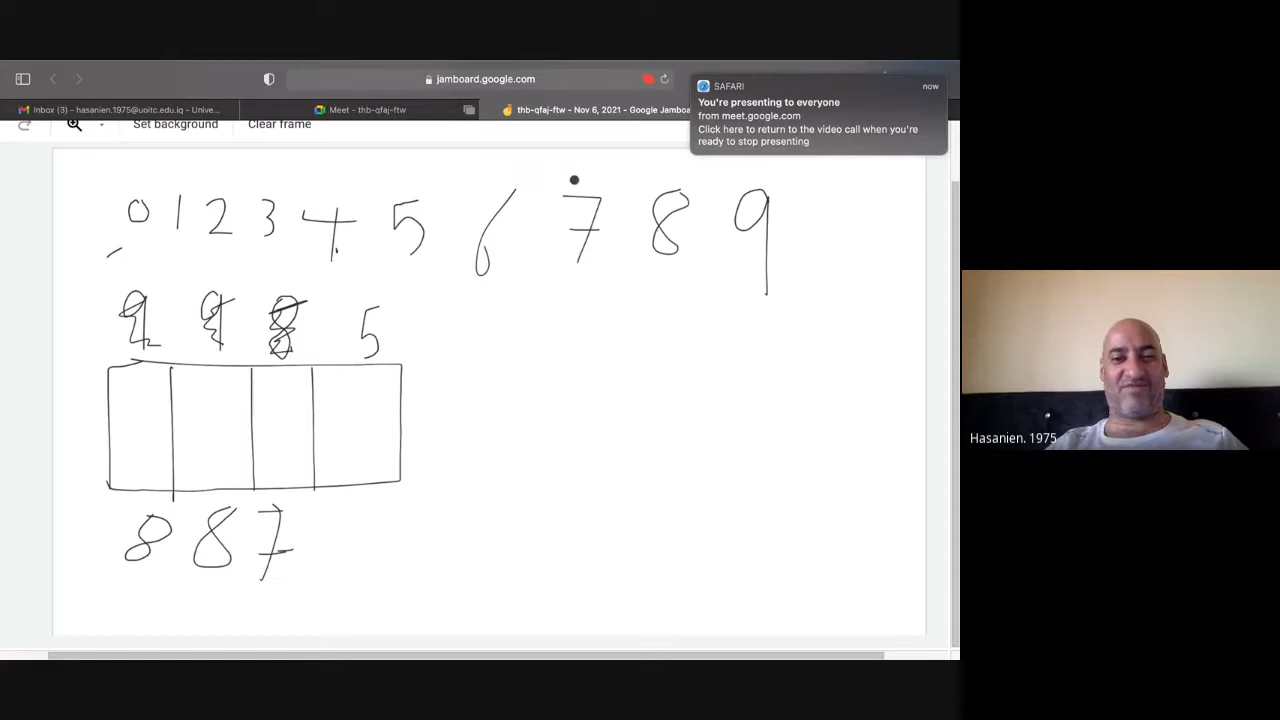 jamboard.google.com
Inbox (3) - hasanien.1975@uoitc.edu.iq - Unive...
Meet - thb-qfaj-ftw
thb-qfaj-ftw - Nov 6, 2021 - Google Jamboa
SAFARI now
You're presenting to everyone
from meet.google.com
Click here to return to the video call when you're
ready to stop presenting
Set background Clear frame
0 1 2 3 4 5 6 7 8 9
9 9 8 5
8 8 7
Hasanien. 1975